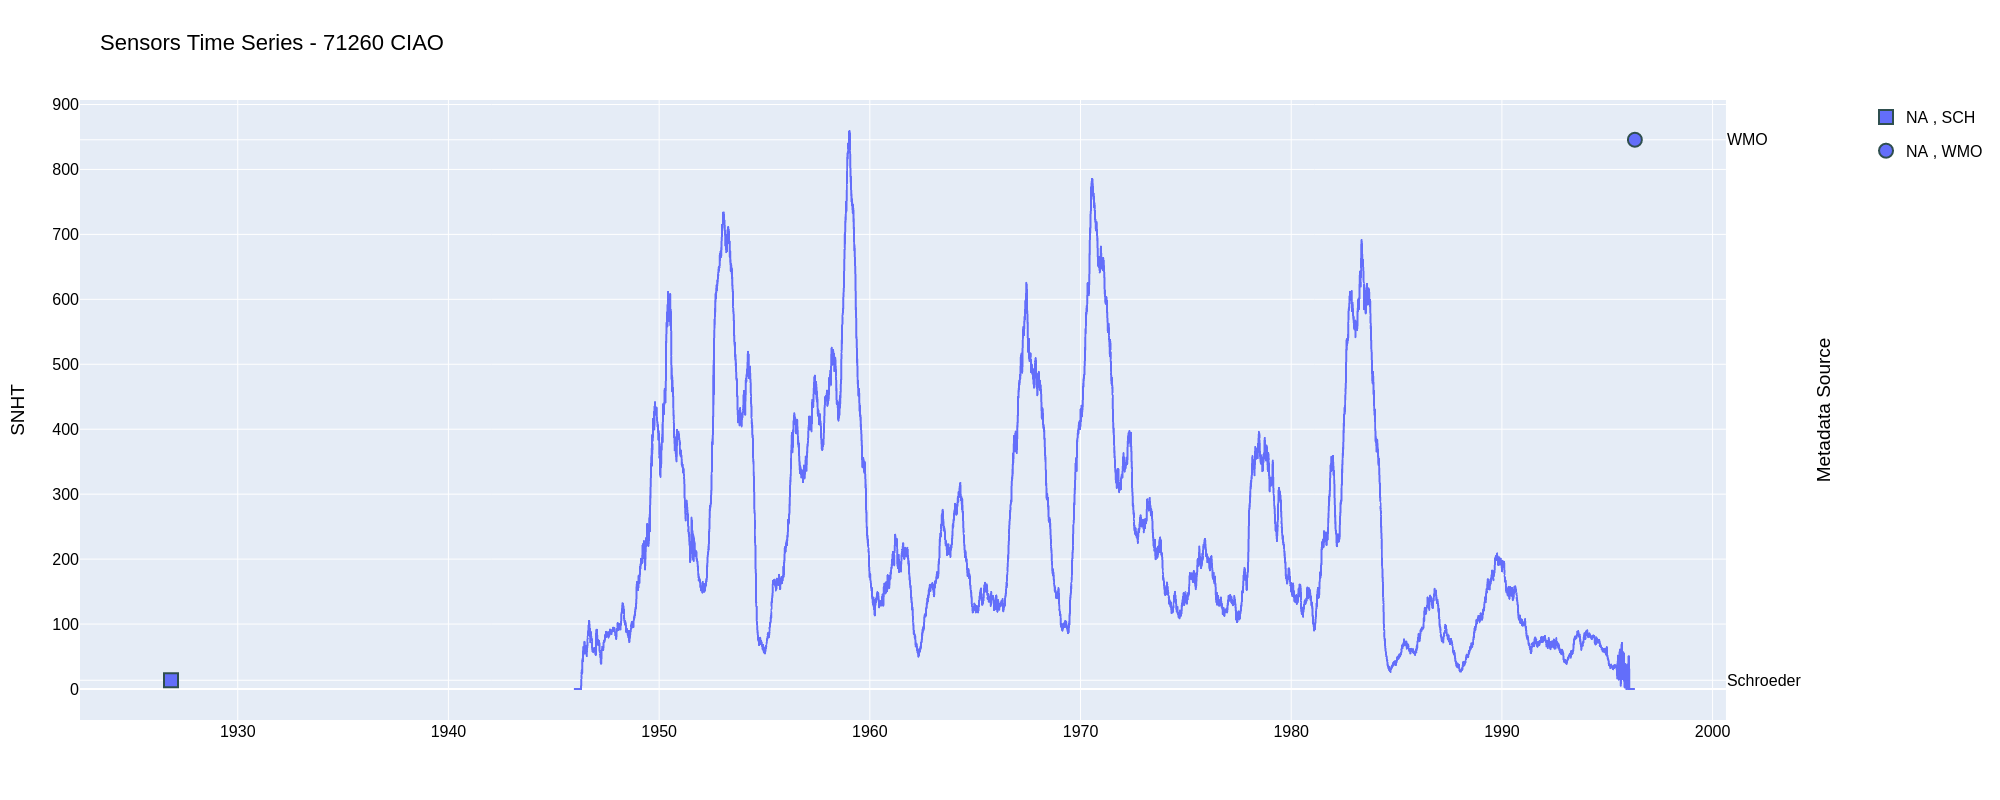 Sensors Time Series - 71260 CIAO
900
800
700
600
500
400
300
200
100
0
SNHT
1930
1940
1950
1960
1970
1980
1990
2000
WMO
Schroeder
Metadata Source
NA , SCH
NA , WMO